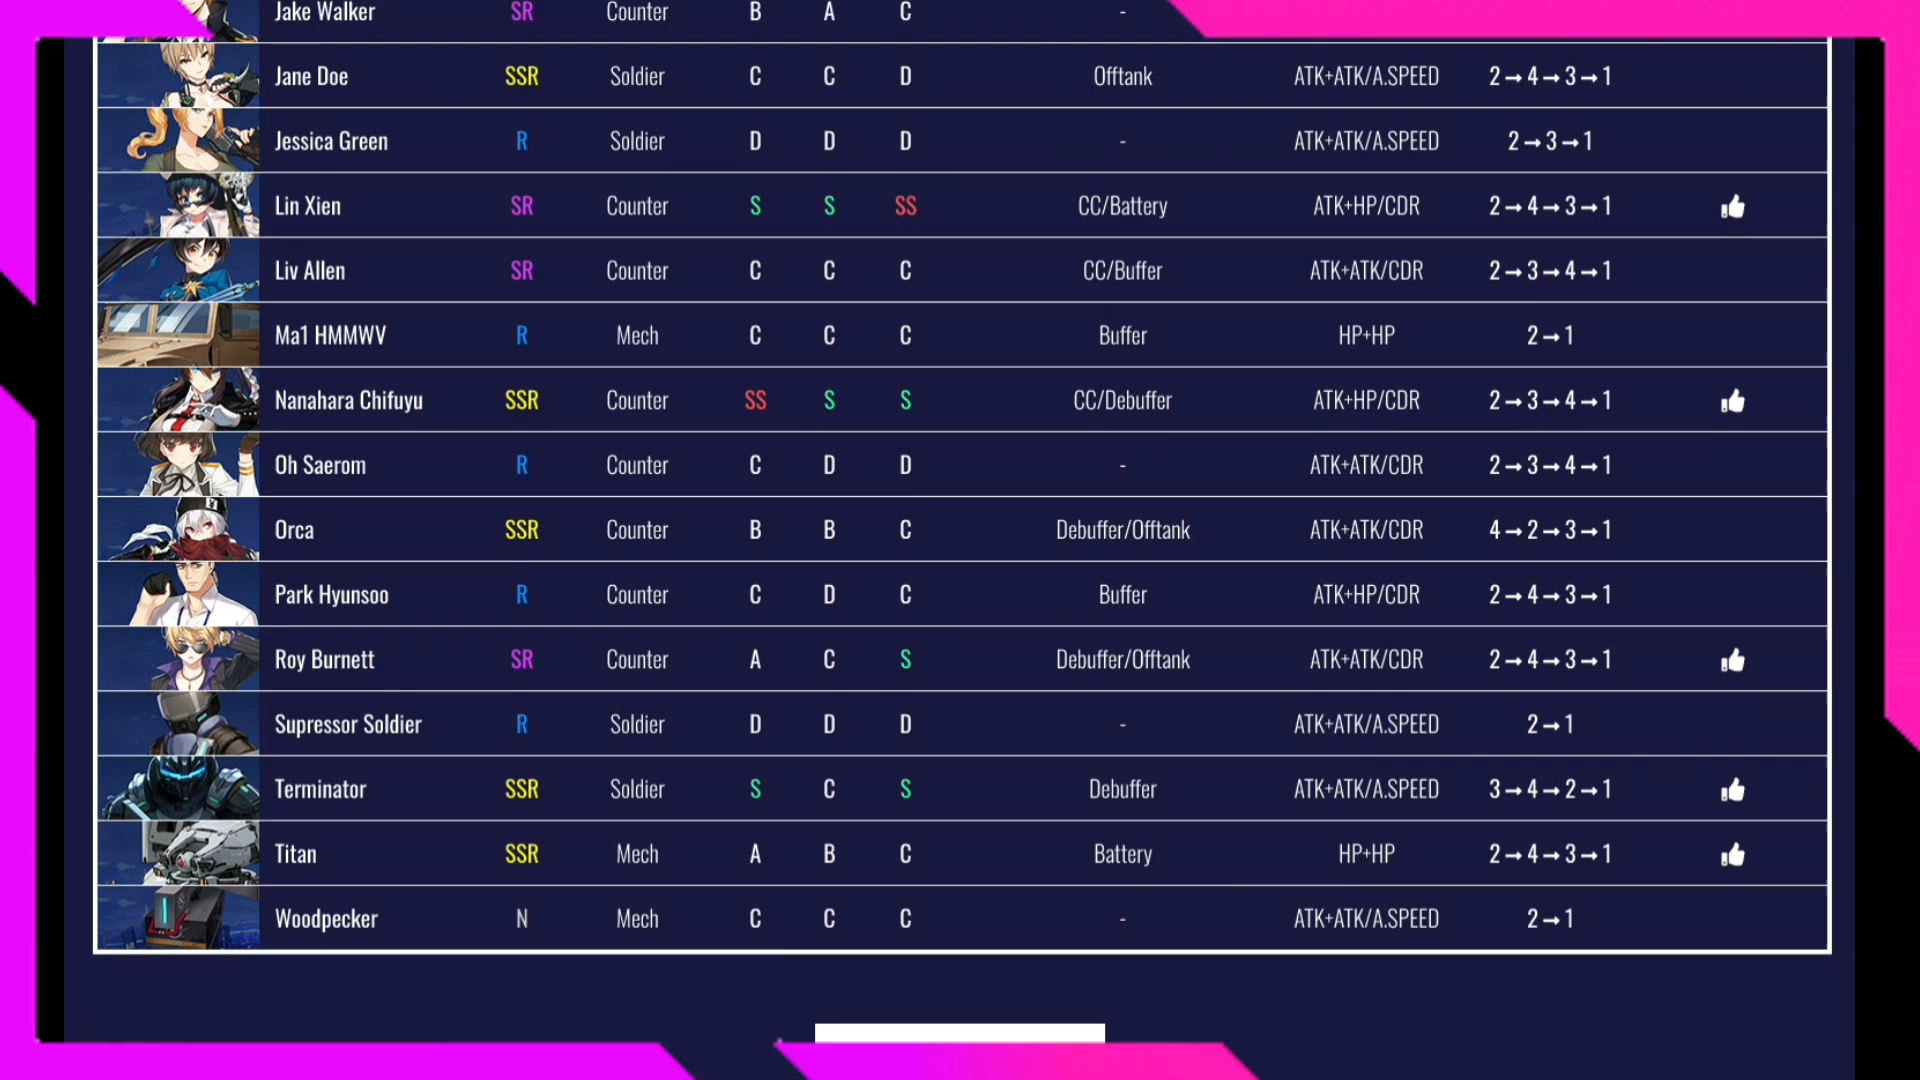 Jake Walker SR Counter B A C -
Jane Doe SSR Soldier C C D Offtank ATK+ATK/A.SPEED 2→4→3→1
Jessica Green R Soldier D D D - ATK+ATK/A.SPEED 2→3→1
Lin Xien SR Counter S S SS CC/Battery ATK+HP/CDR 2→4→3→1
Liv Allen SR Counter C C C CC/Buffer ATK+ATK/CDR 2→3→4→1
Ma1 HMMWV R Mech C C C Buffer HP+HP 2→1
Nanahara Chifuyu SSR Counter SS S S CC/Debuffer ATK+HP/CDR 2→3→4→1
Oh Saerom R Counter C D D - ATK+ATK/CDR 2→3→4→1
Orca SSR Counter B B C Debuffer/Offtank ATK+ATK/CDR 4→2→3→1
Park Hyunsoo R Counter C D C Buffer ATK+HP/CDR 2→4→3→1
Roy Burnett SR Counter A C S Debuffer/Offtank ATK+ATK/CDR 2→4→3→1
Supressor Soldier R Soldier D D D - ATK+ATK/A.SPEED 2→1
Terminator SSR Soldier S C S Debuffer ATK+ATK/A.SPEED 3→4→2→1
Titan SSR Mech A B C Battery HP+HP 2→4→3→1
Woodpecker N Mech C C C - ATK+ATK/A.SPEED 2→1